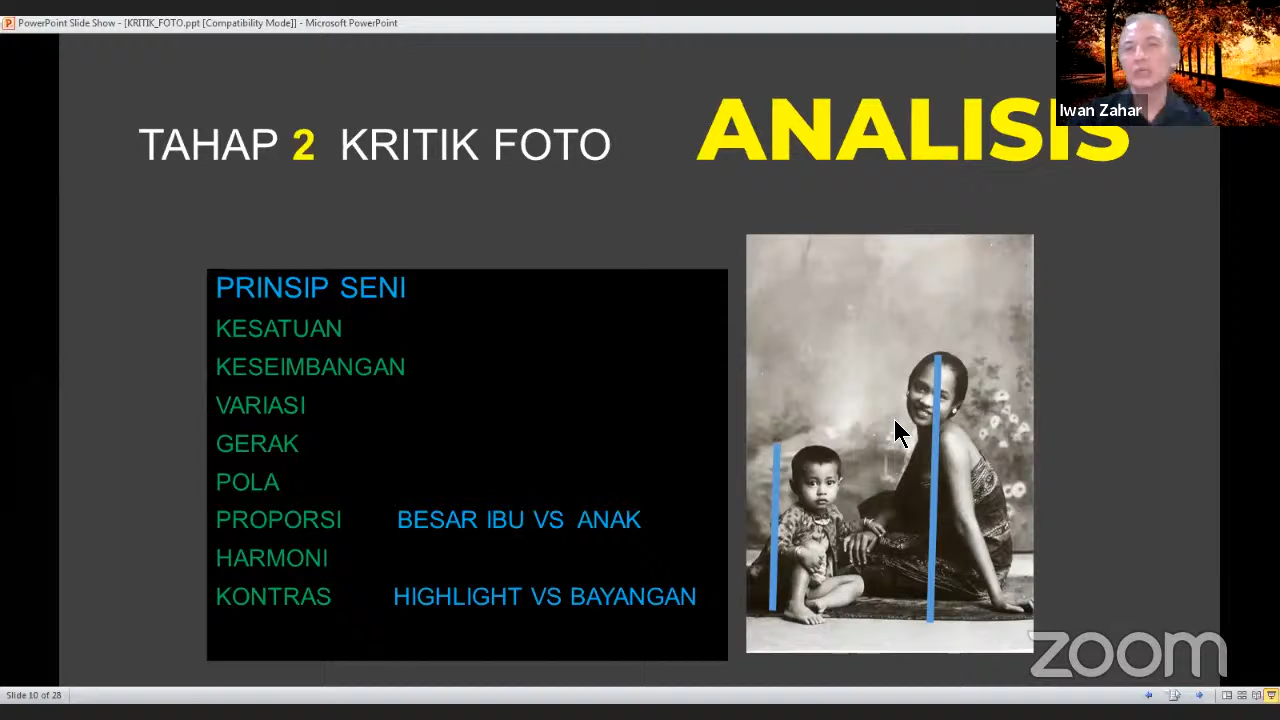 PowerPoint Slide Show - [KRITIK_FOTO.ppt [Compatibility Mode]] - Microsoft PowerPoint
Iwan Zahar
TAHAP 2 KRITIK FOTO
ANALISIS
PRINSIP SENI
KESATUAN
KESEIMBANGAN
VARIASI
GERAK
POLA
PROPORSI BESAR IBU VS ANAK
HARMONI
KONTRAS HIGHLIGHT VS BAYANGAN
zoom
Slide 10 of 28